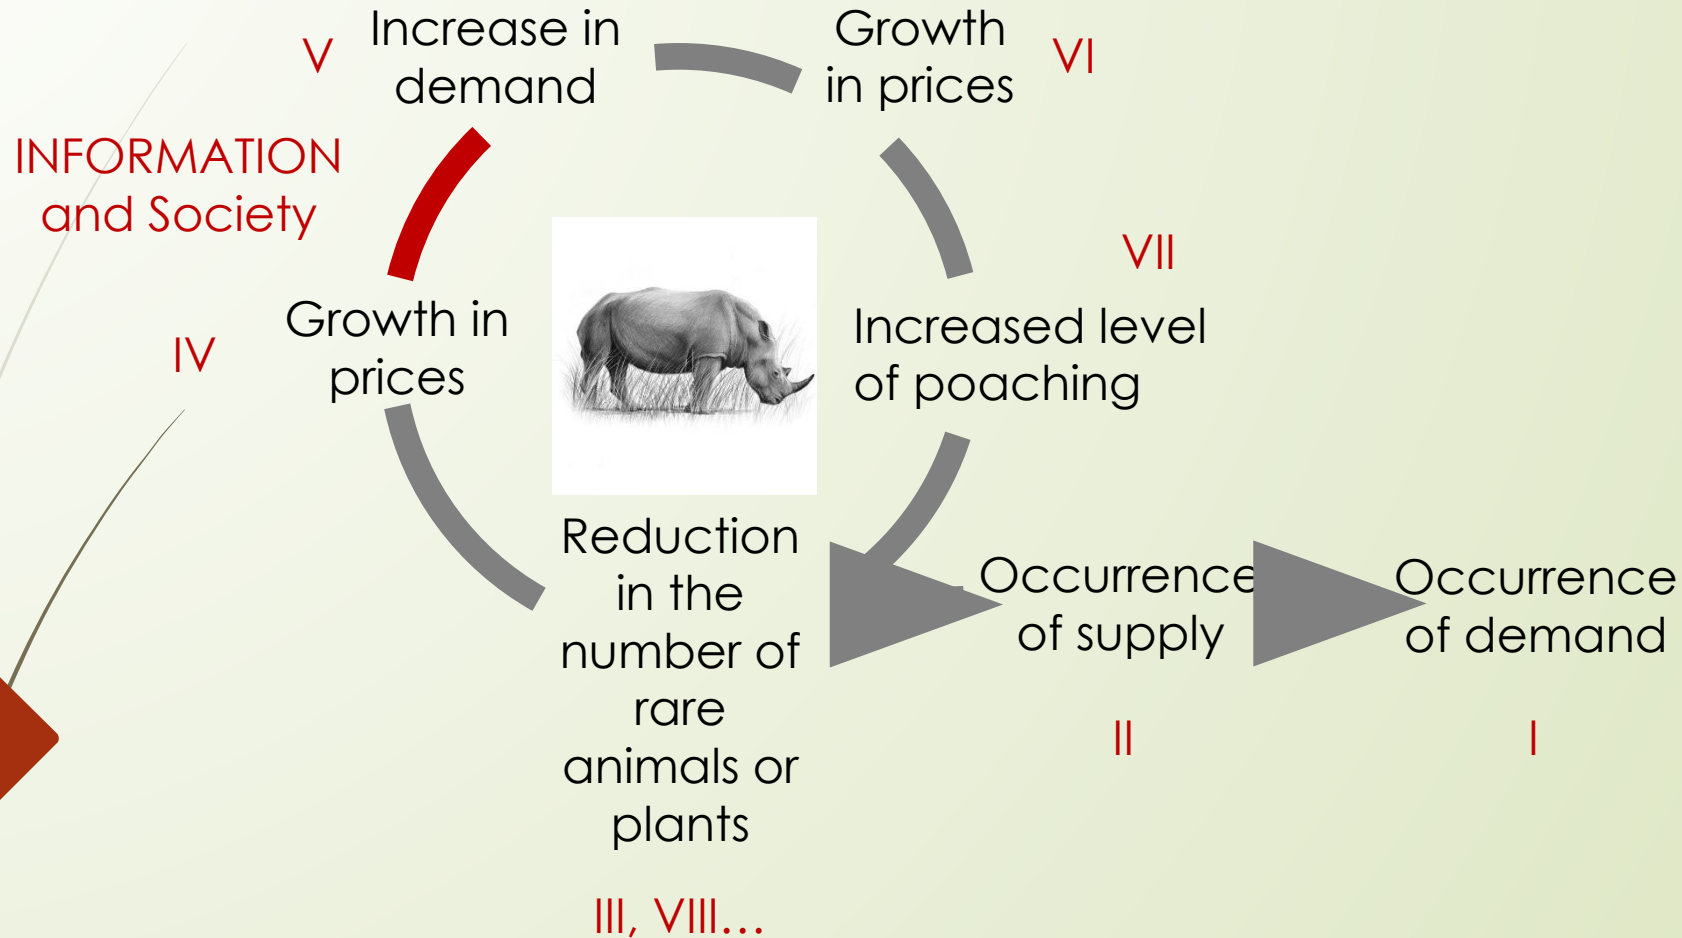 V
Increase in
demand
Growth
in prices
VI
INFORMATION
and Society
VII
IV
Growth in
prices
Increased level
of poaching
Reduction
in the
number of
rare
animals or
plants
III, VIII...
Occurrence
of supply
II
Occurrence
of demand
I